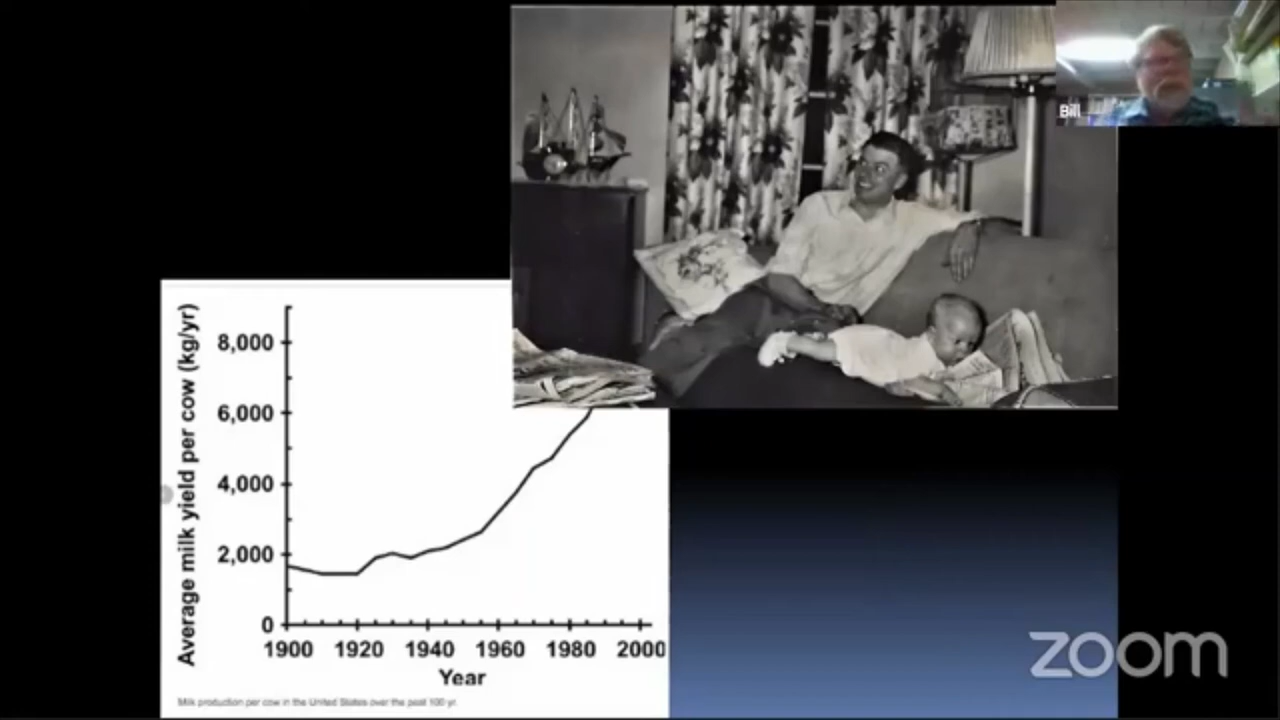 Bill
Average milk yield per cow (kg/yr)
8,000
6,000
4,000
2,000
0
1900 1920 1940 1960 1980 2000
Year
Milk production per cow in the United States over the past 100 yr.
zoom